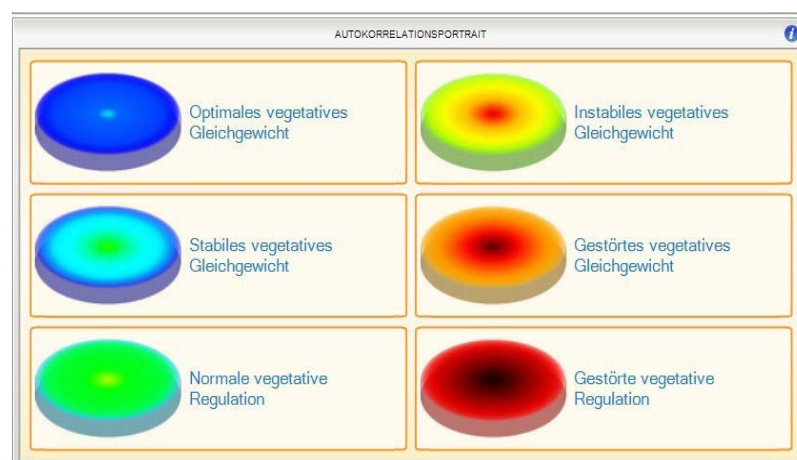 AUTOKORRELATIONSPORTRAIT
i
Optimales vegetatives
Gleichgewicht
Instabiles vegetatives
Gleichgewicht
Stabiles vegetatives
Gleichgewicht
Gestörtes vegetatives
Gleichgewicht
Normale vegetative
Regulation
Gestörte vegetative
Regulation